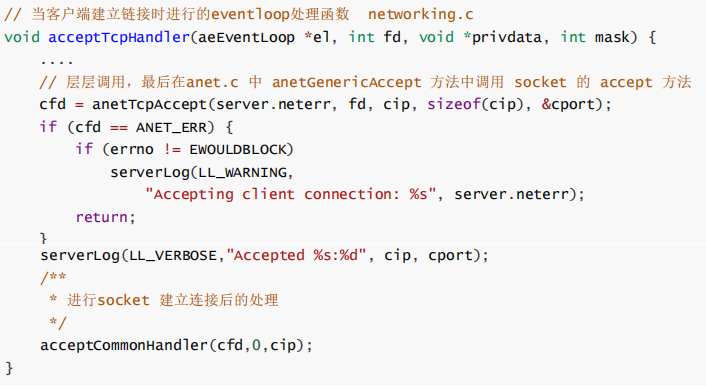 // 当客户端建立链接时进行的eventloop处理函数  networking.c
void acceptTcpHandler(aeEventLoop *el, int fd, void *privdata, int mask) {
    ....
    // 层层调用，最后在anet.c 中 anetGenericAccept 方法中调用 socket 的 accept 方法
    cfd = anetTcpAccept(server.neterr, fd, cip, sizeof(cip), &cport);
    if (cfd == ANET_ERR) {
        if (errno != EWOULDBLOCK)
            serverLog(LL_WARNING,
                "Accepting client connection: %s", server.neterr);
        return;
    }
    serverLog(LL_VERBOSE,"Accepted %s:%d", cip, cport);
    /**
     * 进行socket 建立连接后的处理
     */
    acceptCommonHandler(cfd,0,cip);
}